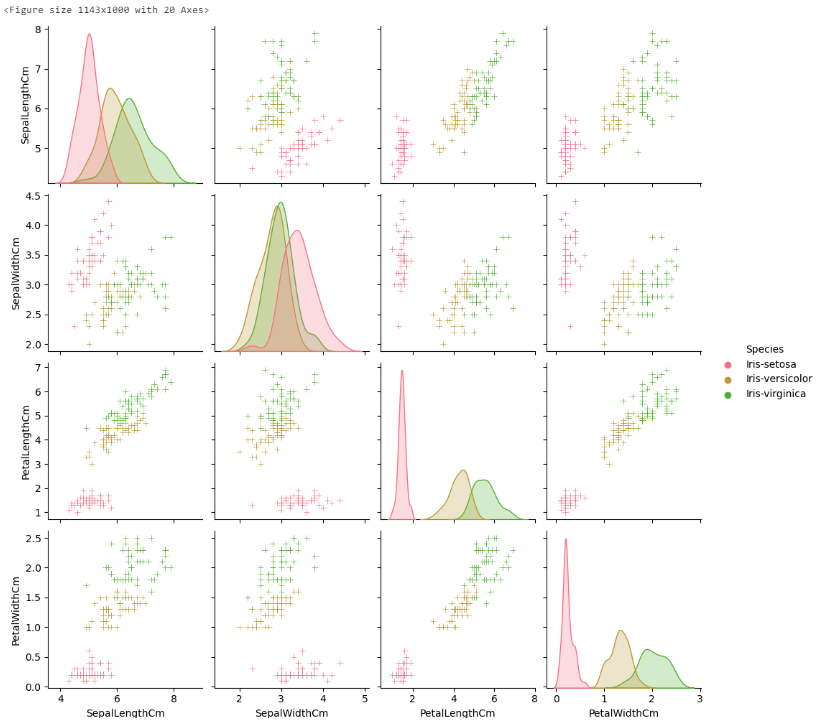 <Figure size 1143x1000 with 20 Axes>
8
7
6
5
SepalLengthCm
4.5
4.0
3.5
3.0
2.5
2.0
SepalWidthCm
Species
Iris-setosa
Iris-versicolor
Iris-virginica
7
6
5
4
3
2
1
PetalLengthCm
2.5
2.0
1.5
1.0
0.5
0.0
PetalWidthCm
4 6 8
SepalLengthCm
2 3 4 5
SepalWidthCm
2 4 6 8
PetalLengthCm
0 1 2 3
PetalWidthCm